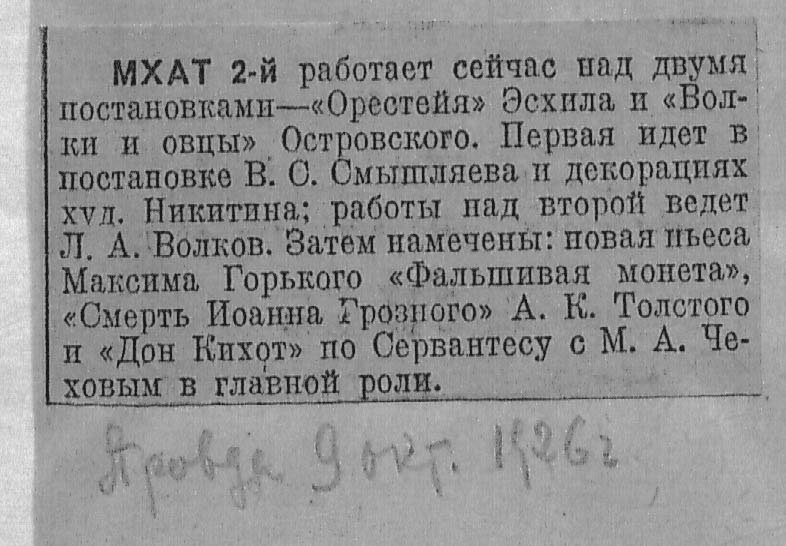 МХАТ 2-й работает сейчас над двумя
постановками—«Орестейя» Эсхила и «Вол-
ки и овцы» Островского. Первая идет в
постановке В. С. Смышляева и декорациях
худ. Никитина; работы над второй ведет
Л. А. Волков. Затем намечены: новая пьеса
Максима Горького «Фальшивая монета»,
«Смерть Иоанна Грозного» А. К. Толстого
и «Дон Кихот» по Сервантесу с М. А. Че-
ховым в главной роли.
Правда 9 окт. 1926 г